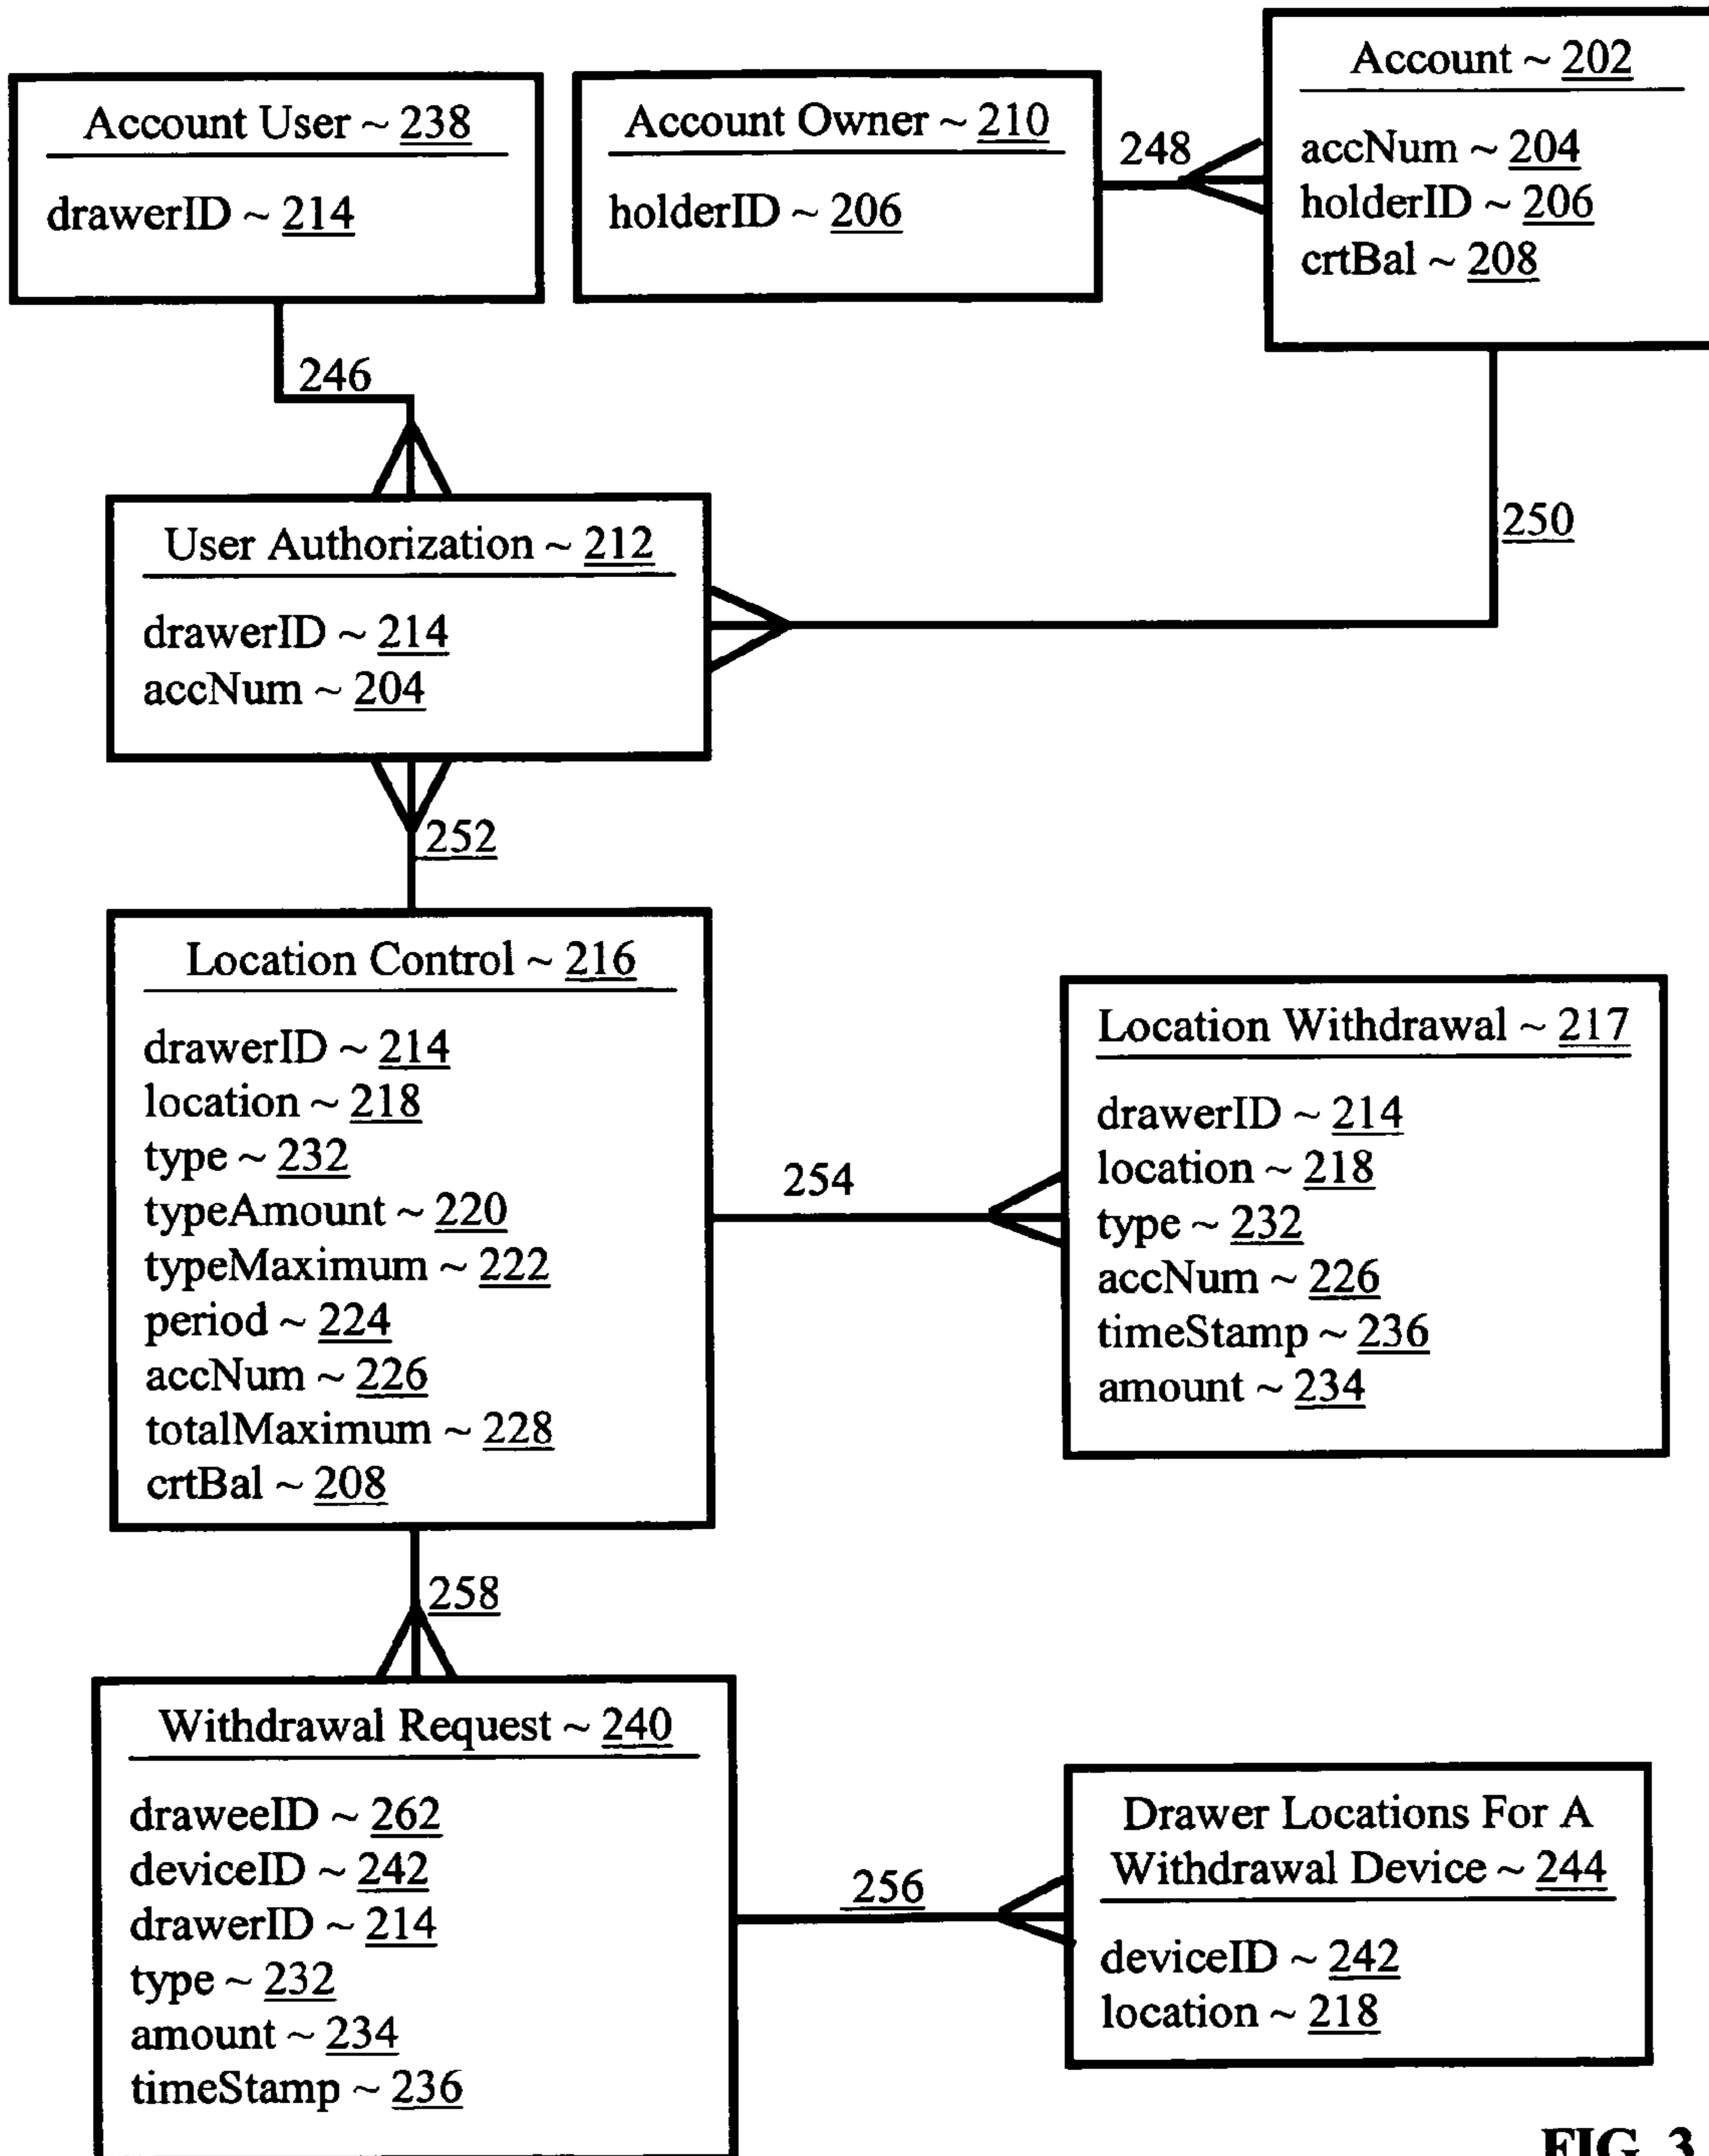 Account User ~ 238
drawerID ~ 214
Account Owner ~ 210
holderID ~ 206
248
Account ~ 202
accNum ~ 204
holderID ~ 206
crtBal ~ 208
246
250
User Authorization ~ 212
drawerID ~ 214
accNum ~ 204
252
Location Control ~ 216
drawerID ~ 214
location ~ 218
type ~ 232
typeAmount ~ 220
typeMaximum ~ 222
period ~ 224
accNum ~ 226
totalMaximum ~ 228
crtBal ~ 208
254
Location Withdrawal ~ 217
drawerID ~ 214
location ~ 218
type ~ 232
accNum ~ 226
timeStamp ~ 236
amount ~ 234
258
Withdrawal Request ~ 240
draweeID ~ 262
deviceID ~ 242
drawerID ~ 214
type ~ 232
amount ~ 234
timeStamp ~ 236
256
Drawer Locations For A
Withdrawal Device ~ 244
deviceID ~ 242
location ~ 218
FIG. 3